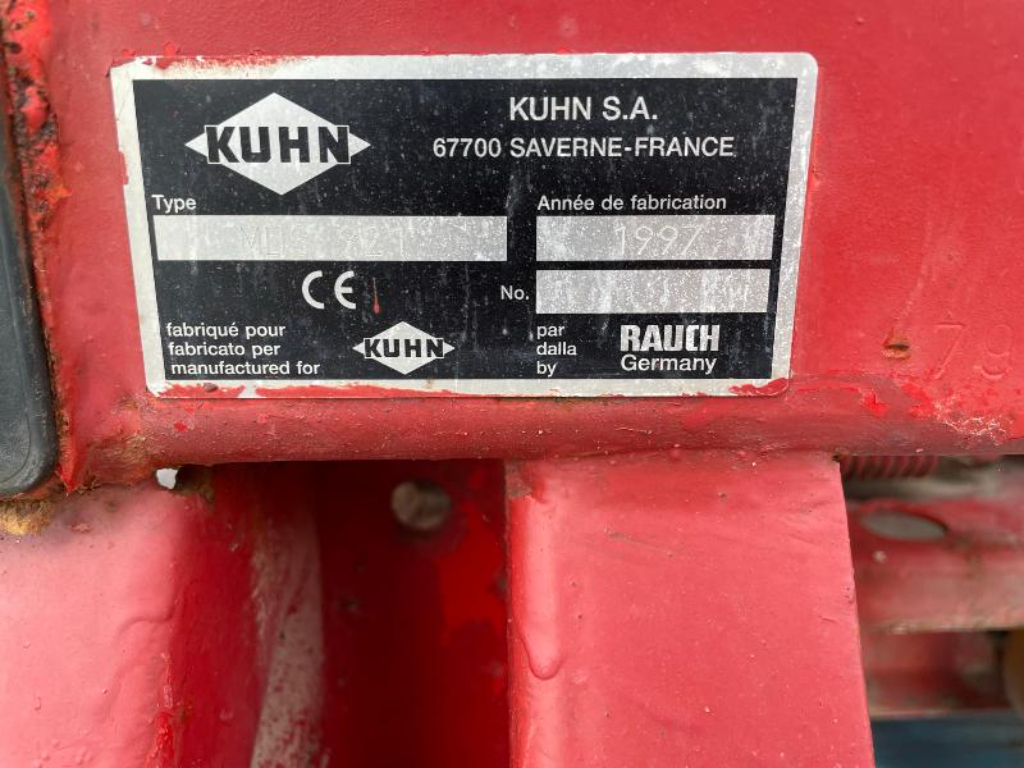 KUHN
KUHN S.A.
67700 SAVERNE-FRANCE
Type
Année de fabrication
1997
CE
No.
fabriqué pour
fabricato per
manufactured for
KUHN
par
dalla
by
RAUCH
Germany
79